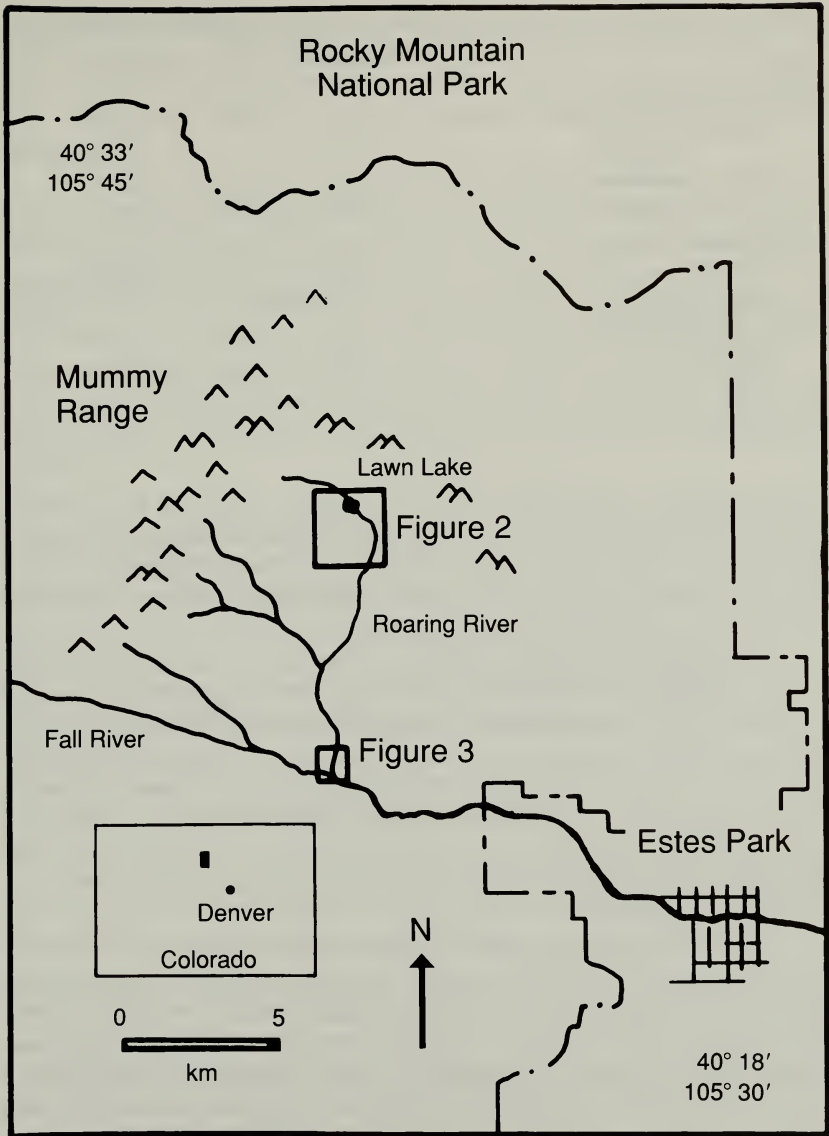 Rocky Mountain
National Park
40° 33′
105° 45′
Mummy
Range
Lawn Lake
Figure 2
Roaring River
Fall River
Figure 3
Estes Park
Denver
Colorado
N
0 5
km
40° 18′
105° 30′